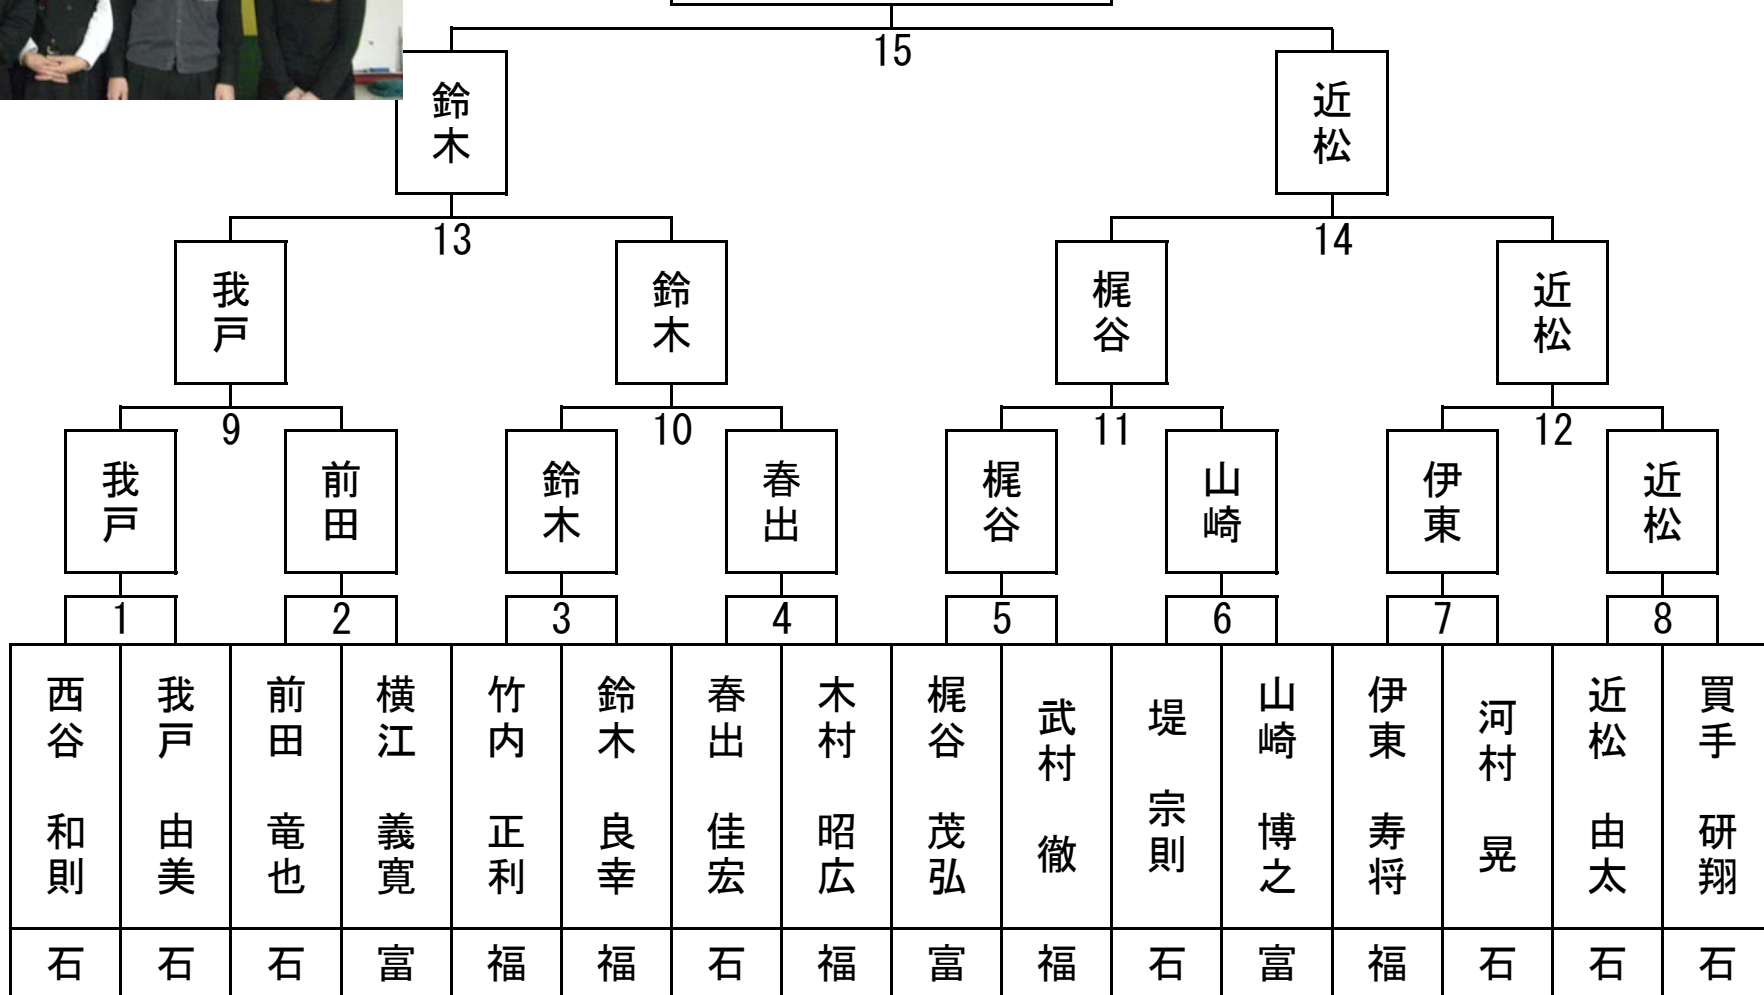 15
鈴木
近松
13
14
我戸
鈴木
梶谷
近松
9
10
11
12
我戸
前田
鈴木
春出
梶谷
山崎
伊東
近松
1
2
3
4
5
6
7
8
西谷 和則
我戸 由美
前田 竜也
横江 義寛
竹内 正利
鈴木 良幸
春出 佳宏
木村 昭広
梶谷 茂弘
武村 徹
堤 宗則
山崎 博之
伊東 寿将
河村 晃
近松 由太
買手 研翔
石
石
石
富
福
福
石
福
富
福
石
富
福
石
石
石